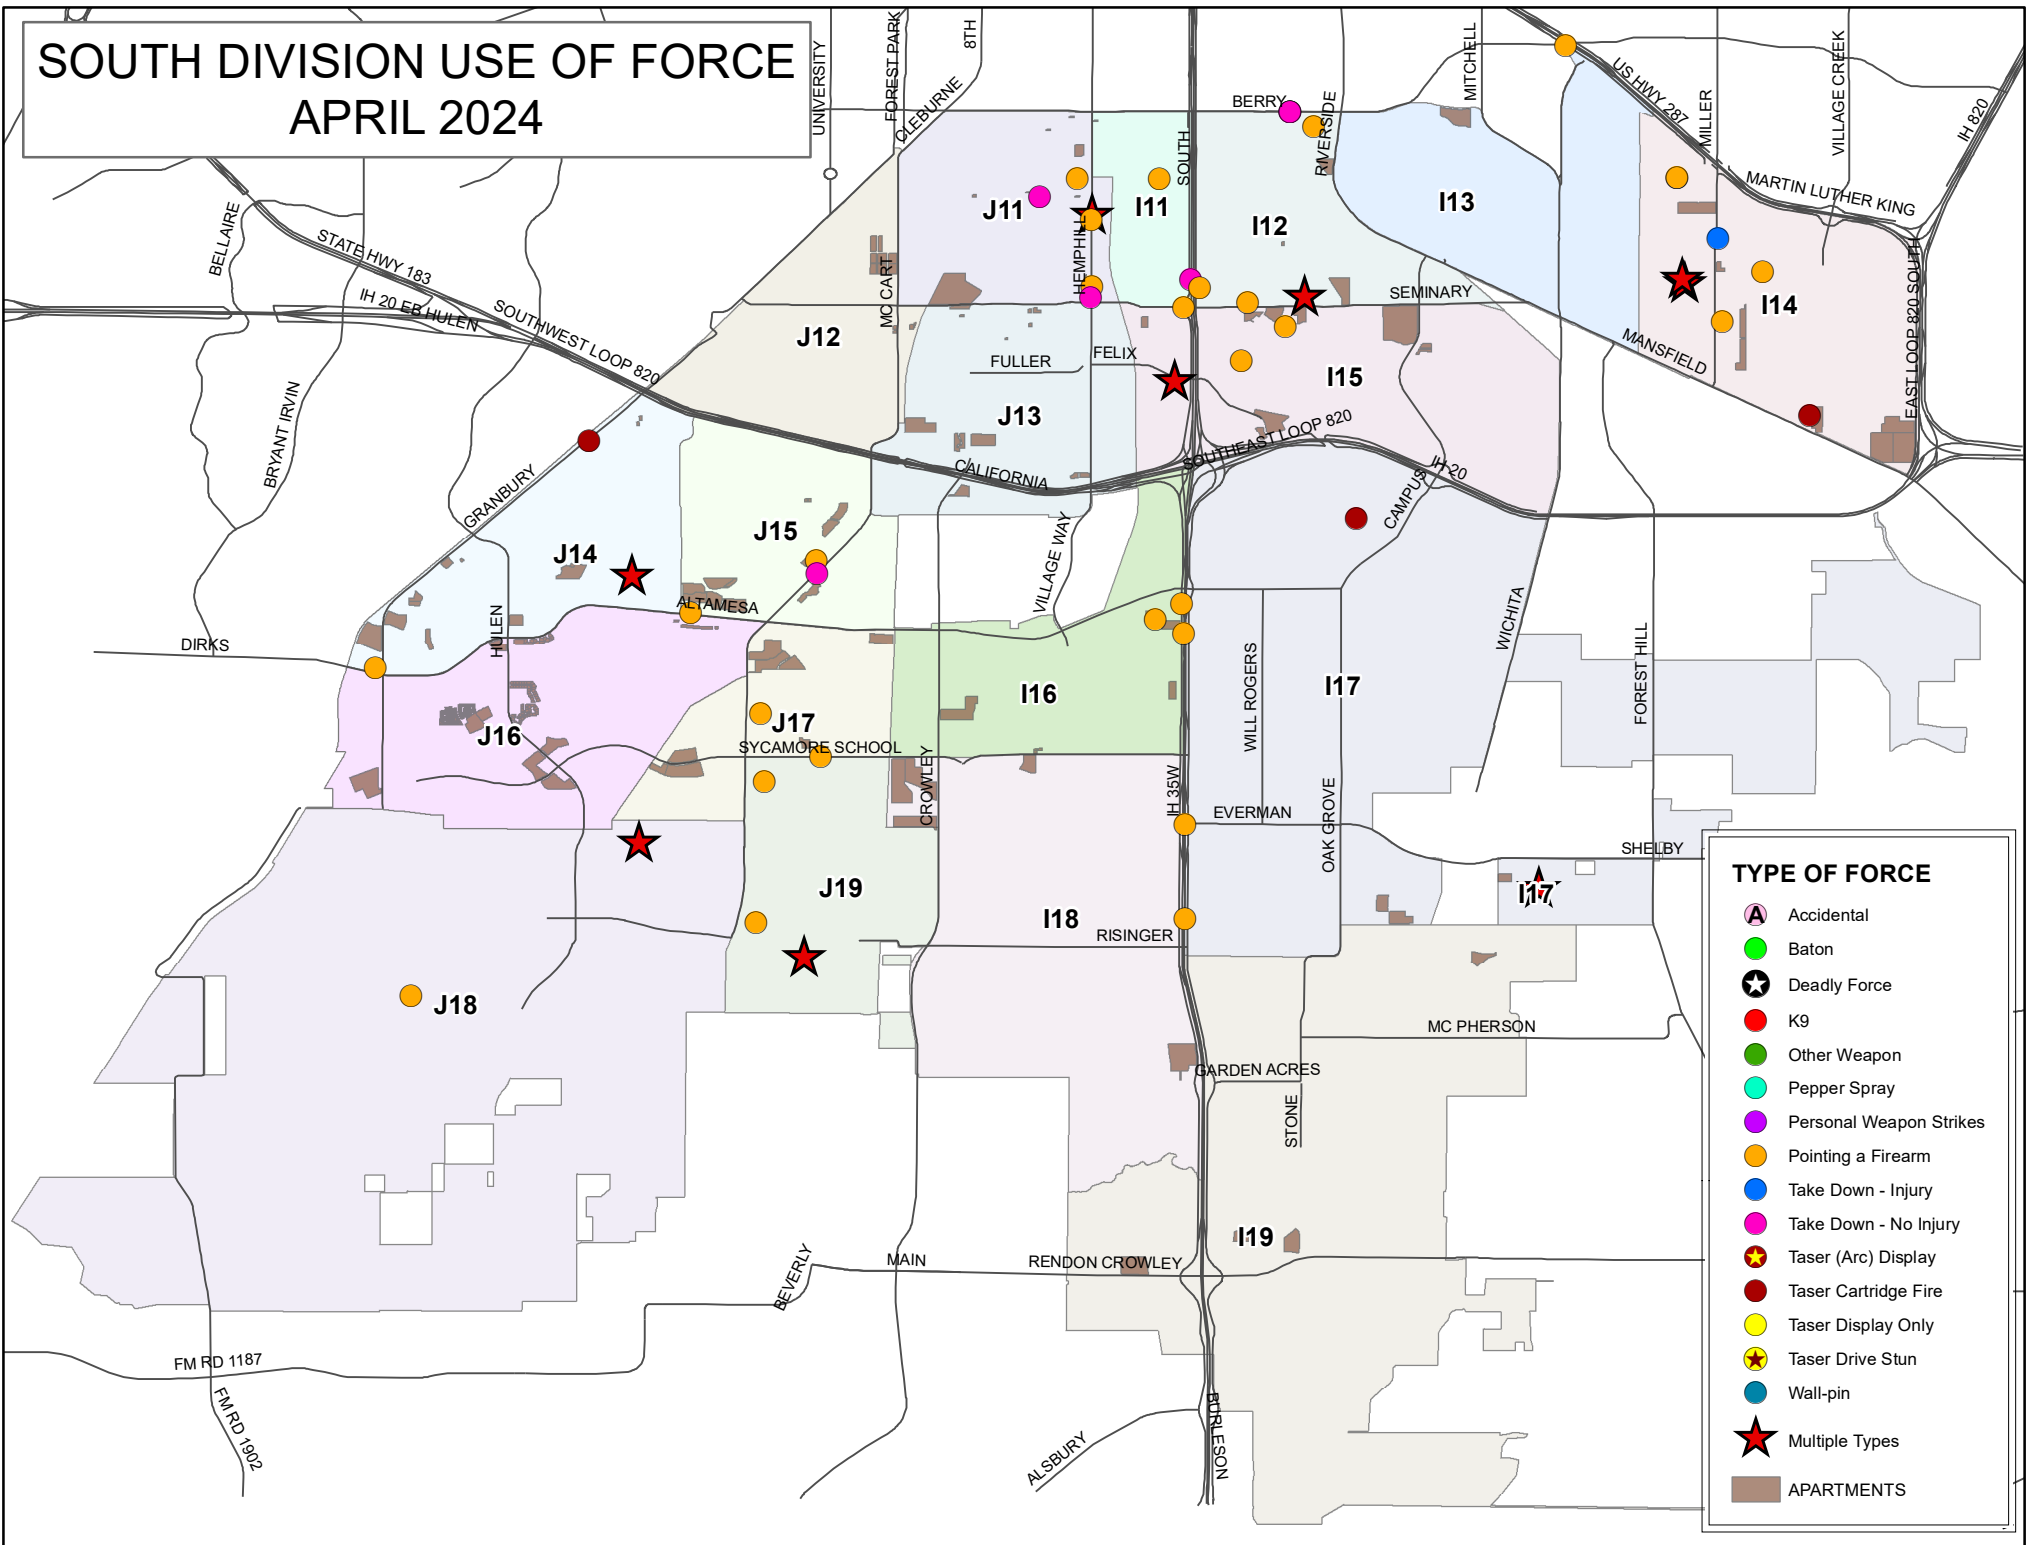 SOUTH DIVISION USE OF FORCE
APRIL 2024
UNIVERSITY
FOREST PARK
8TH
CLEBURNE
BERRY
RIVERSIDE
MITCHELL
US HWY 287
MILLER
VILLAGE CREEK
IH 820
MARTIN LUTHER KING
BELLAIRE
STATE HWY 183
IH 20 EB HULEN
SOUTHWEST LOOP 820
MC CART
J11
HEMPHILL
I11
SOUTH
I12
I13
I14
SEMINARY
EAST LOOP 820 SOUTH
MANSFIELD
J12
FULLER
FELIX
J13
I15
BRYANT IRVIN
GRANBURY
CALIFORNIA
SOUTHEAST LOOP 820
IH 20
CAMPUS
J14
J15
VILLAGE WAY
ALTAMESA
HULEN
DIRKS
WICHITA
FOREST HILL
WILL ROGERS
I16
I17
J16
J17
SYCAMORE SCHOOL
CROWLEY
IH 35W
EVERMAN
OAK GROVE
SHELBY
I17
J19
I18
RISINGER
J18
MC PHERSON
GARDEN ACRES
STONE
I19
RENDON CROWLEY
MAIN
BEVERLY
FM RD 1187
FM RD 1902
ALSBURY
BURLESON
TYPE OF FORCE
A Accidental
Baton
Deadly Force
K9
Other Weapon
Pepper Spray
Personal Weapon Strikes
Pointing a Firearm
Take Down - Injury
Take Down - No Injury
Taser (Arc) Display
Taser Cartridge Fire
Taser Display Only
Taser Drive Stun
Wall-pin
Multiple Types
APARTMENTS